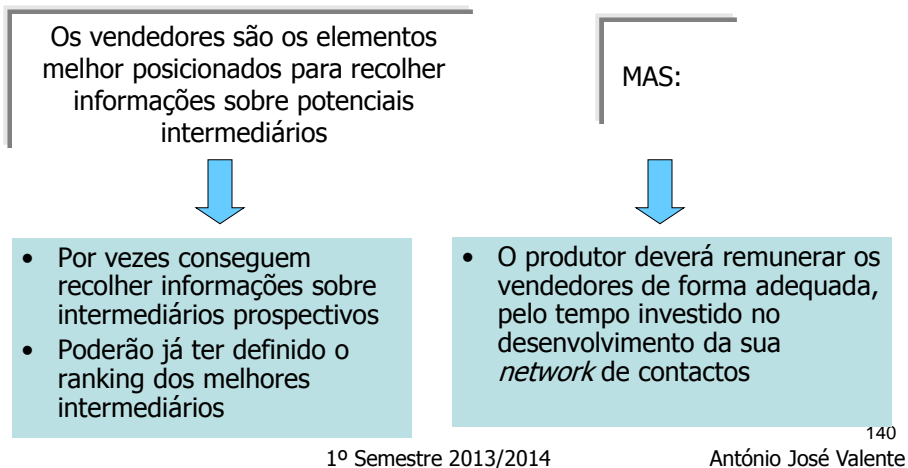 Os vendedores são os elementos
melhor posicionados para recolher
informações sobre potenciais
intermediários
MAS:
• Por vezes conseguem
recolher informações sobre
intermediários prospectivos
• Poderão já ter definido o
ranking dos melhores
intermediários
• O produtor deverá remunerar os
vendedores de forma adequada,
pelo tempo investido no
desenvolvimento da sua
network de contactos
140
1º Semestre 2013/2014
António José Valente